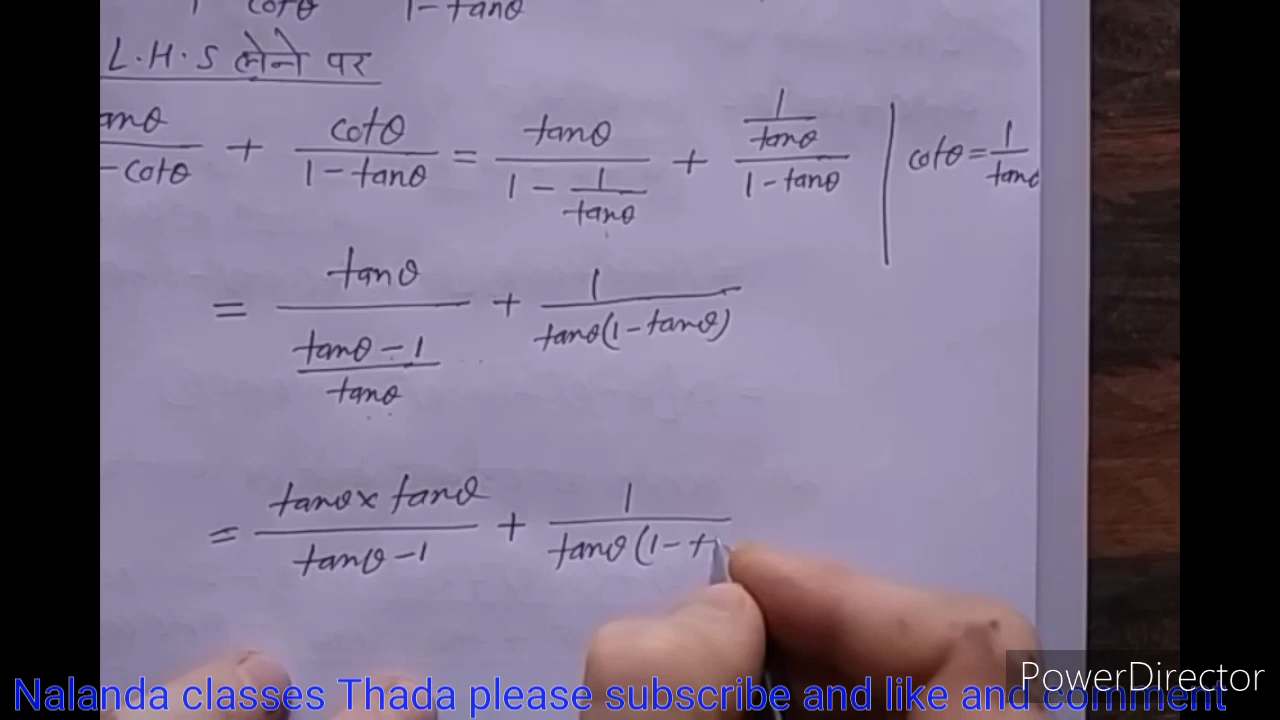 cotθ 1-tanθ
L.H.S लेने पर
anθ/-cotθ + cotθ/1-tanθ = tanθ/1-1/tanθ + 1/tanθ/1-tanθ | cotθ=1/tanθ
= tanθ/tanθ-1/tanθ + 1/tanθ(1-tanθ)
= tanθ×tanθ/tanθ-1 + 1/tanθ(1-t
PowerDirector
Nalanda classes Thada please subscribe and like and comment